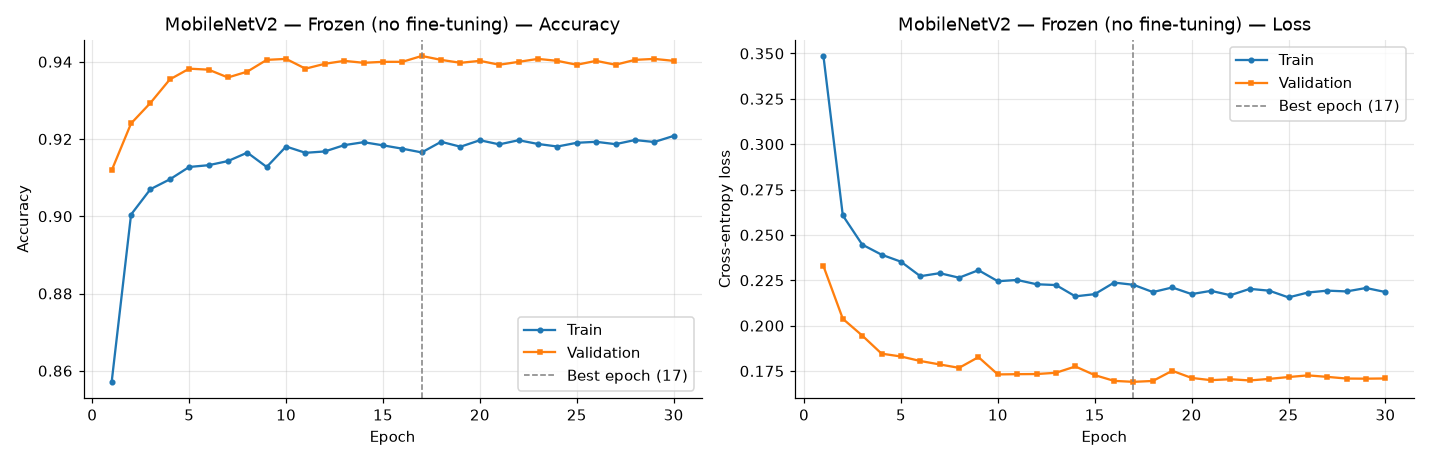 MobileNetV2 — Frozen (no fine-tuning) — Accuracy
Accuracy
0.94
0.92
0.90
0.88
0.86
0 5 10 15 20 25 30
Epoch
Train
Validation
Best epoch (17)
MobileNetV2 — Frozen (no fine-tuning) — Loss
Cross-entropy loss
0.350
0.325
0.300
0.275
0.250
0.225
0.200
0.175
0 5 10 15 20 25 30
Epoch
Train
Validation
Best epoch (17)